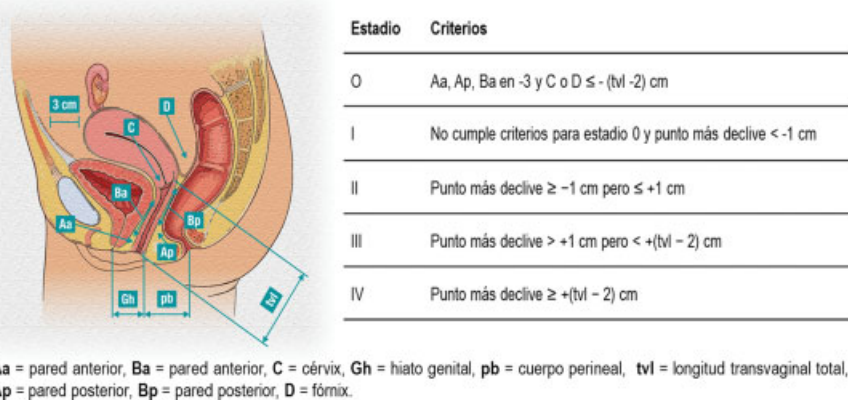 3 cm
D
C
Ba
Bp
Aa
Ap
Gh
pb
tvl
Estadio Criterios
O Aa, Ap, Ba en -3 y C o D ≤ - (tvl -2) cm
I No cumple criterios para estadio 0 y punto más declive < -1 cm
II Punto más declive ≥ −1 cm pero ≤ +1 cm
III Punto más declive > +1 cm pero < +(tvl − 2) cm
IV Punto más declive ≥ +(tvl − 2) cm
Aa = pared anterior, Ba = pared anterior, C = cérvix, Gh = hiato genital, pb = cuerpo perineal, tvl = longitud transvaginal total,
Ap = pared posterior, Bp = pared posterior, D = fórnix.